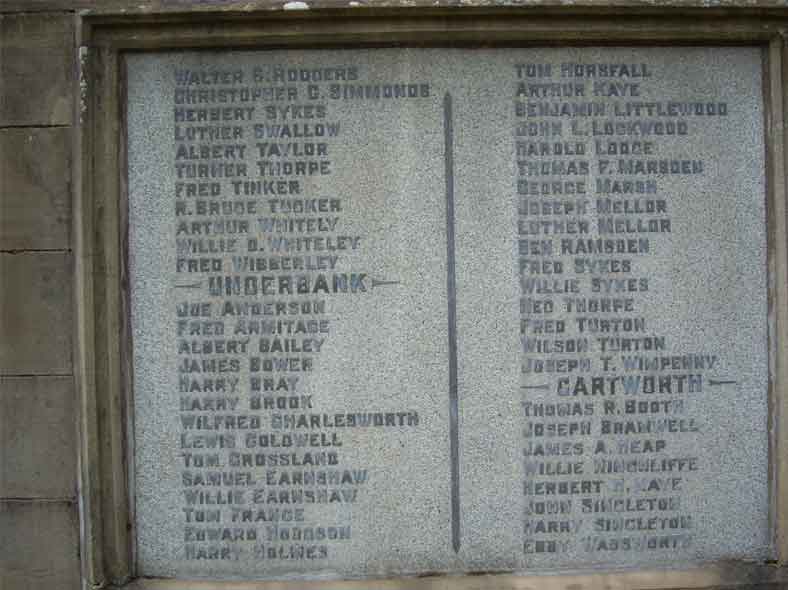 WALTER S. RODGERS
CHRISTOPHER C. SIMMONDS
HERBERT SYKES
LUTHER SWALLOW
ALBERT TAYLOR
TURNER THORPE
FRED TINKER
R. BRUCE TUCKER
ARTHUR WHITELY
WILLIE D. WHITELEY
FRED WIBBERLEY
UNDERBANK
JOE ANDERSON
FRED ARMITAGE
ALBERT BAILEY
JAMES BOWER
HARRY BRAY
HARRY BROOK
WILFRED CHARLESWORTH
LEWIS COLDWELL
TOM CROSSLAND
SAMUEL EARNSHAW
WILLIE EARNSHAW
TOM FRANCE
EDWARD HODGSON
HARRY HOLMES
TOM HORSFALL
ARTHUR KAYE
BENJAMIN LITTLEWOOD
JOHN L. LOCKWOOD
HAROLD LODGE
THOMAS F. MARSDEN
GEORGE MARSH
JOSEPH MELLOR
LUTHER MELLOR
BEN RAMSDEN
FRED SYKES
WILLIE SYKES
NED THORPE
FRED TURTON
WILSON TURTON
JOSEPH T. WIMPENNY
CARTWORTH
THOMAS R. BOOTH
JOSEPH BRAMWELL
JAMES A. HEAP
WILLIE HINCHLIFFE
HERBERT H. KAYE
JOHN SINGLETON
HARRY SINGLETON
EDDY WADSWORTH